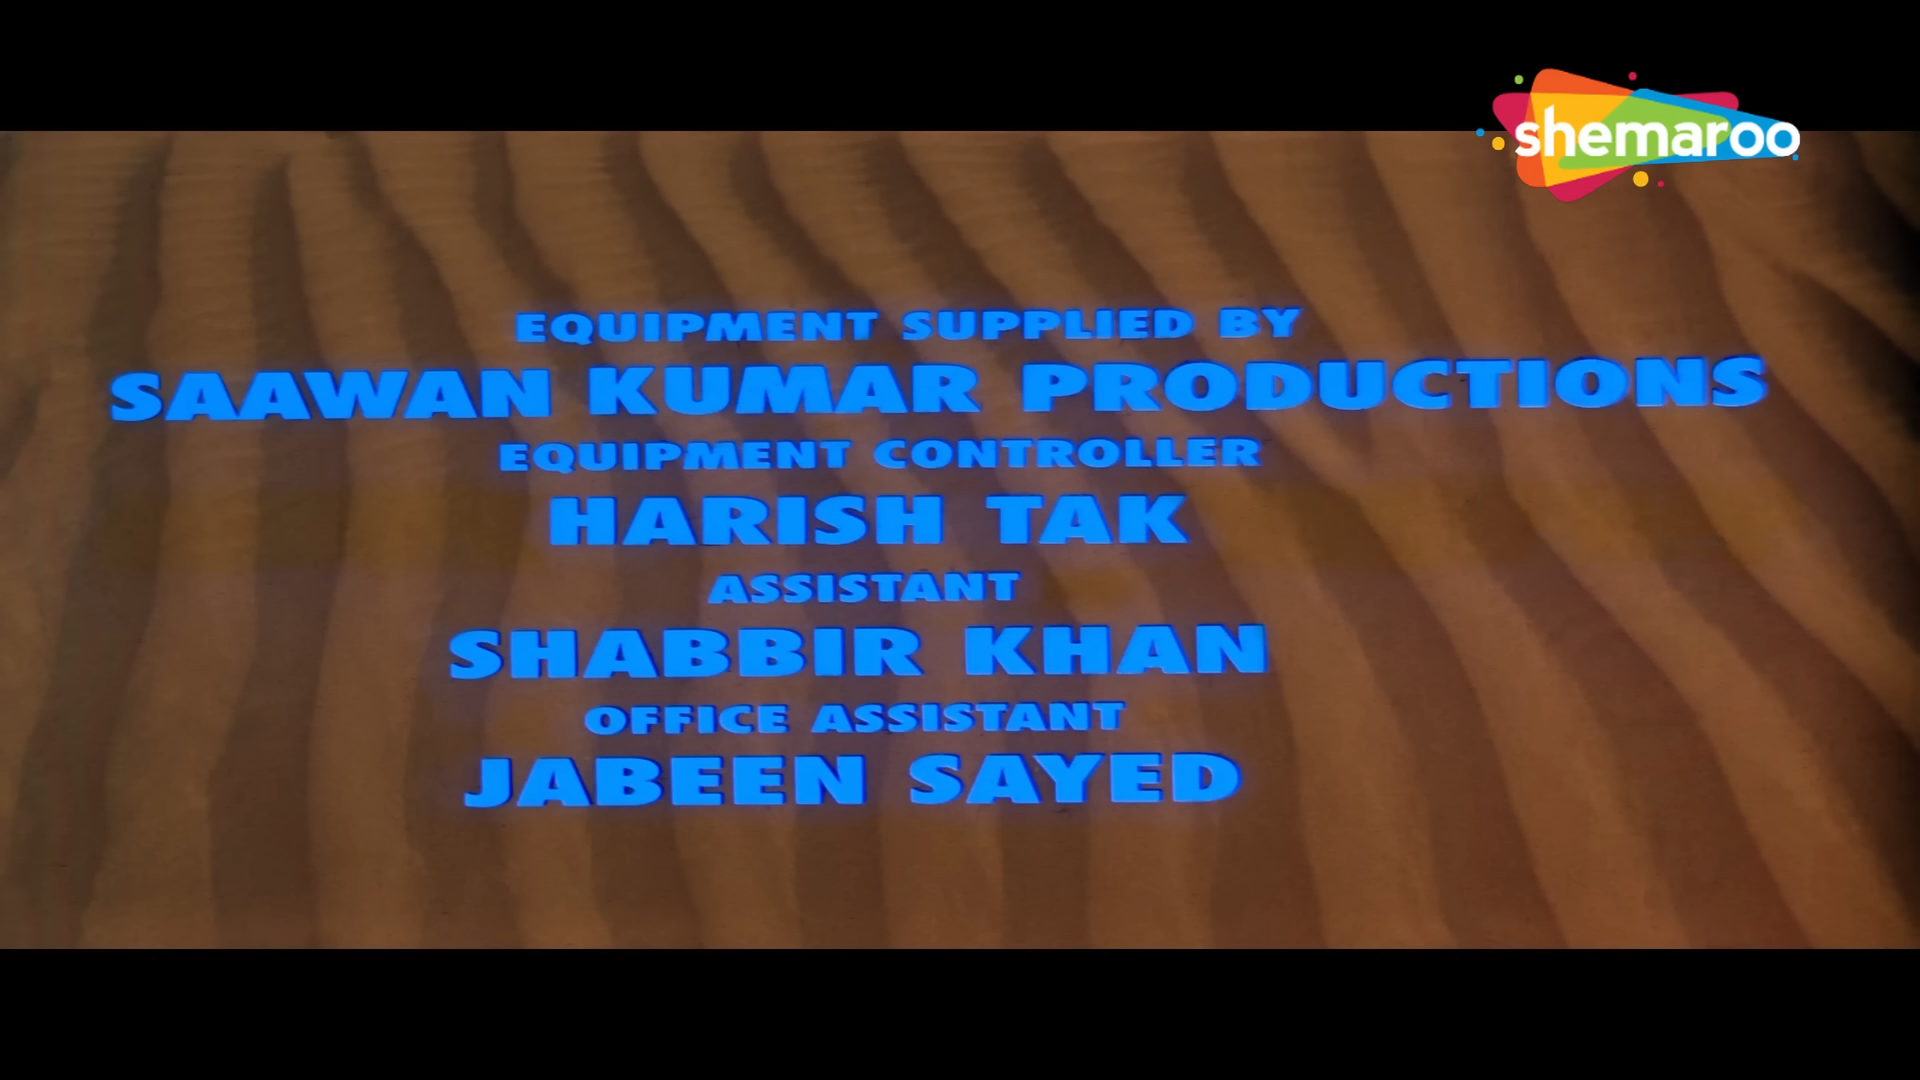 shemaroo
EQUIPMENT SUPPLIED BY
SAAWAN KUMAR PRODUCTIONS
EQUIPMENT CONTROLLER
HARISH TAK
ASSISTANT
SHABBIR KHAN
OFFICE ASSISTANT
JABEEN SAYED